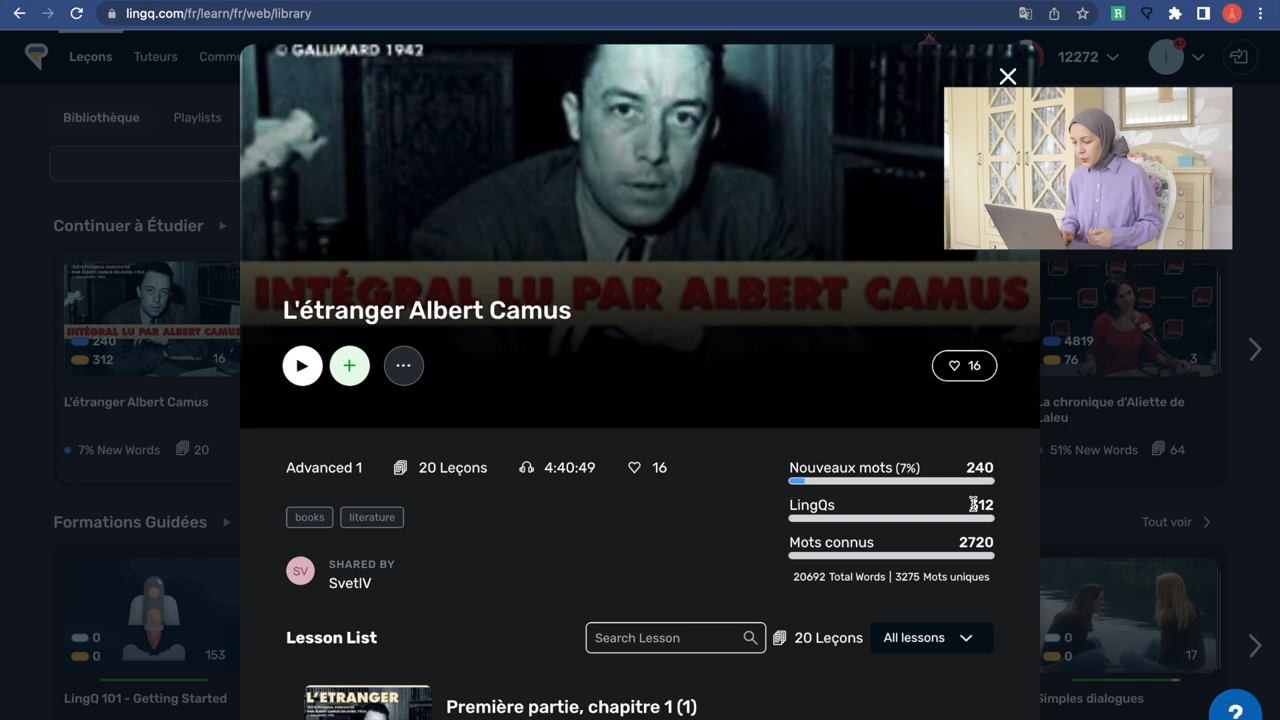 lingq.com/fr/learn/fr/web/library
Leçons
Tuteurs
Commu
12272
I
47
Bibliothèque
Playlists
Continuer à Étudier
240
312
16
L'étranger Albert Camus
7% New Words
20
Formations Guidées
0
0
153
LingQ 101 - Getting Started
© GALLIMARD 1942
INTÉGRAL LU PAR ALBERT CAMUS
L'étranger Albert Camus
16
Advanced 1
20 Leçons
4:40:49
16
books
literature
SV
SHARED BY
SvetIV
Nouveaux mots (7%) 240
LingQs 312
Mots connus 2720
20692 Total Words | 3275 Mots uniques
Lesson List
Search Lesson
20 Leçons
All lessons
L'ETRANGER
Première partie, chapitre 1 (1)
4819
76
3
La chronique d'Aliette de
Laleu
51% New Words
64
Tout voir
0
0
17
Simples dialogues
?